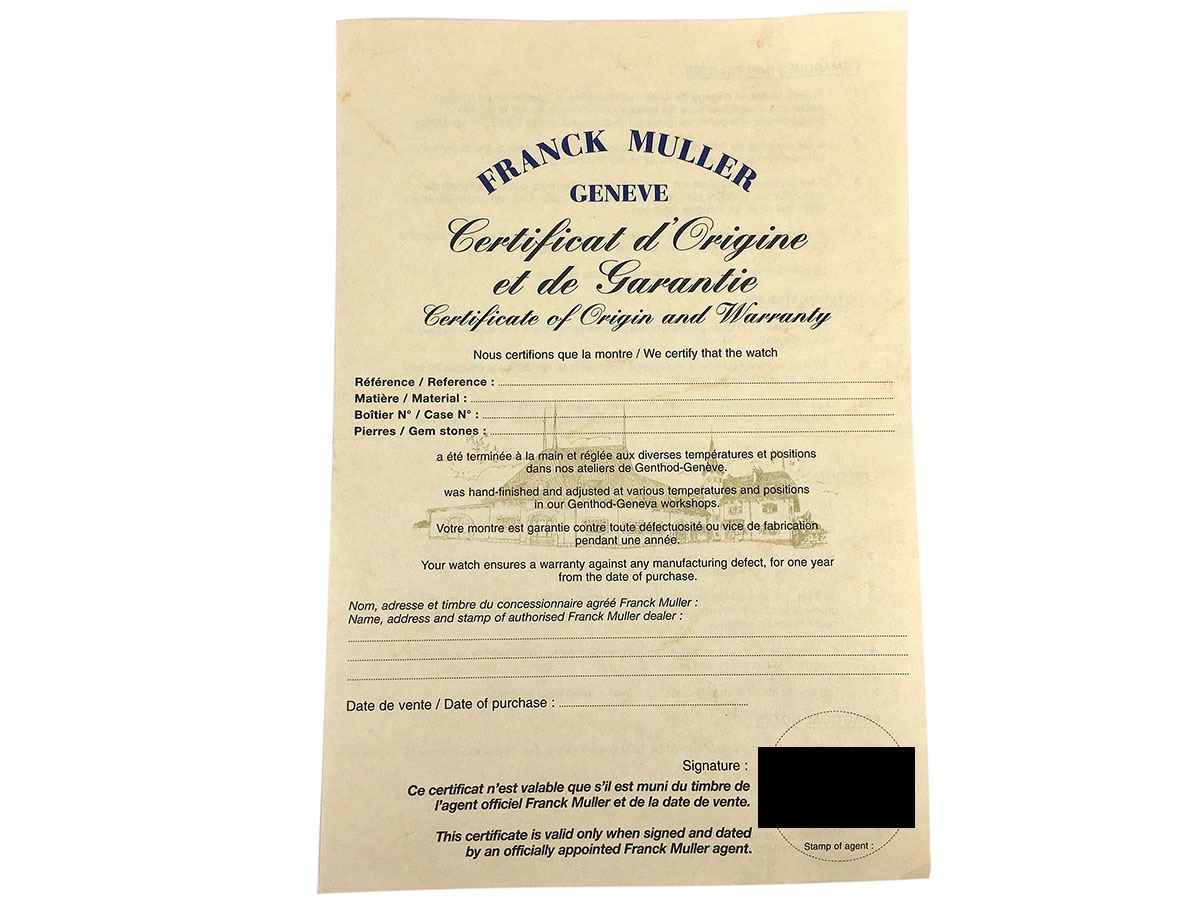 FRANCK MULLER
GENEVE
Certificat d'Origine
et de Garantie
Certificate of Origin and Warranty
Nous certifions que la montre / We certify that the watch
Référence / Reference :
Matière / Material :
Boîtier N° / Case N° :
Pierres / Gem stones :
a été terminée à la main et réglée aux diverses températures et positions
dans nos ateliers de Genthod-Genève.
was hand-finished and adjusted at various temperatures and positions
in our Genthod-Geneva workshops.
Votre montre est garantie contre toute défectuosité ou vice de fabrication
pendant une année.
Your watch ensures a warranty against any manufacturing defect, for one year
from the date of purchase.
Nom, adresse et timbre du concessionnaire agréé Franck Muller :
Name, address and stamp of authorised Franck Muller dealer :
Date de vente / Date of purchase :
Signature :
Ce certificat n'est valable que s'il est muni du timbre de
l'agent officiel Franck Muller et de la date de vente.
This certificate is valid only when signed and dated
by an officially appointed Franck Muller agent.
Stamp of agent :